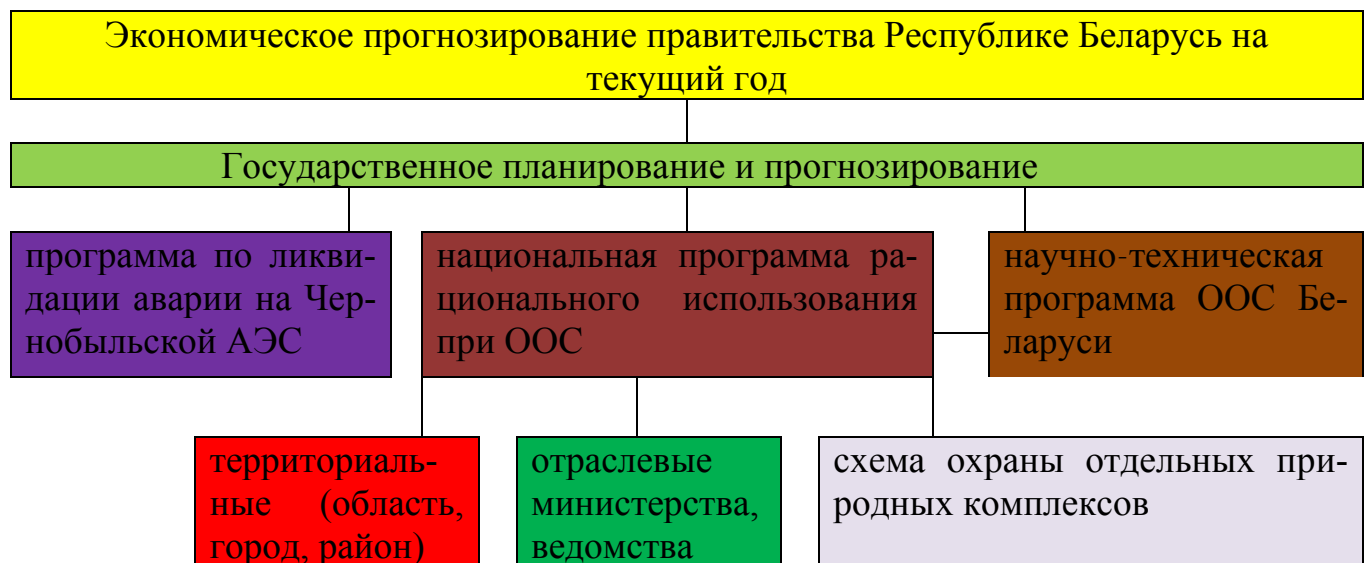 Экономическое прогнозирование правительства Республике Беларусь на
текущий год
Государственное планирование и прогнозирование
программа по ликви-
дации аварии на Чер-
нобыльской АЭС
национальная программа ра-
ционального использования
при ООС
научно-техническая
программа ООС Бе-
ларуси
территориаль-
ные (область,
город, район)
отраслевые
министерства,
ведомства
схема охраны отдельных при-
родных комплексов